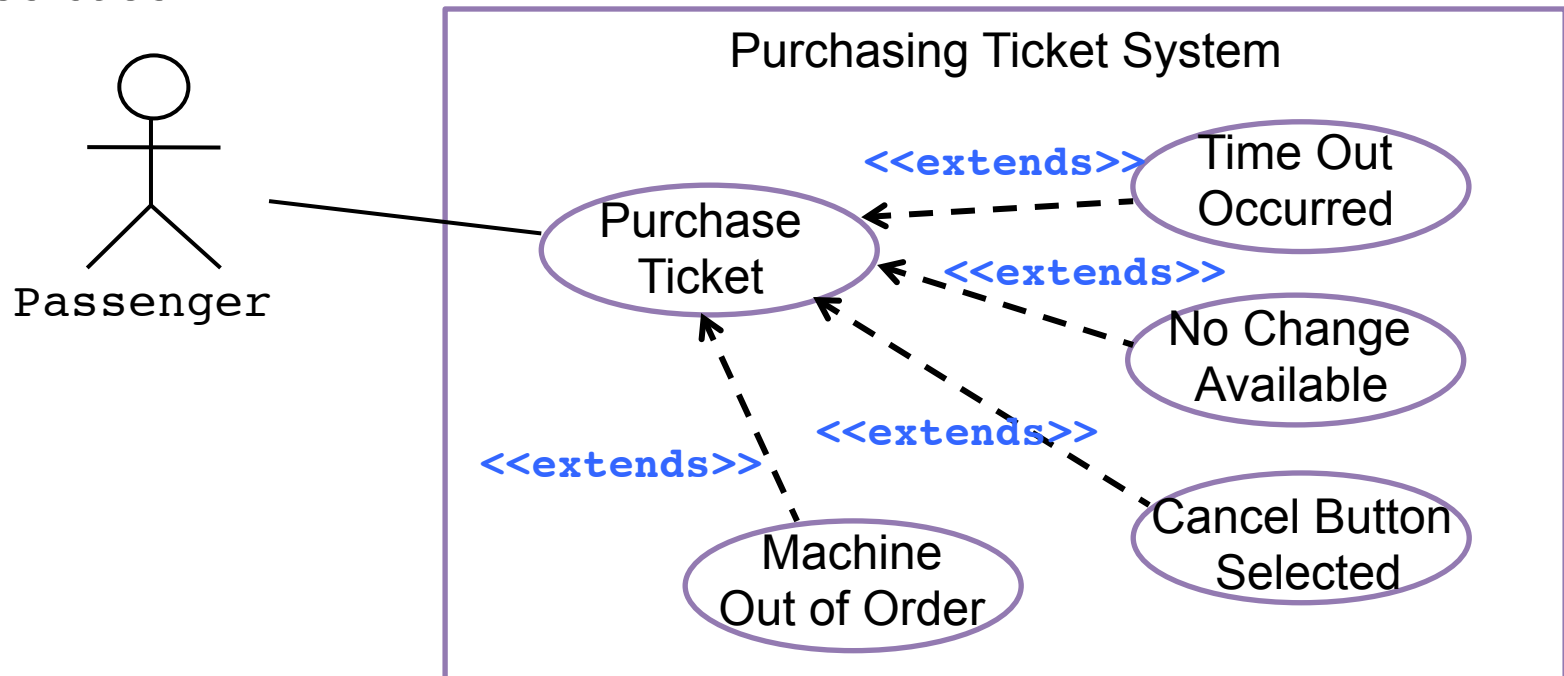 Purchasing Ticket System
Passenger
Purchase
Ticket
<<extends>>
Time Out
Occurred
<<extends>>
No Change
Available
<<extends>>
Cancel Button
Selected
<<extends>>
Machine
Out of Order